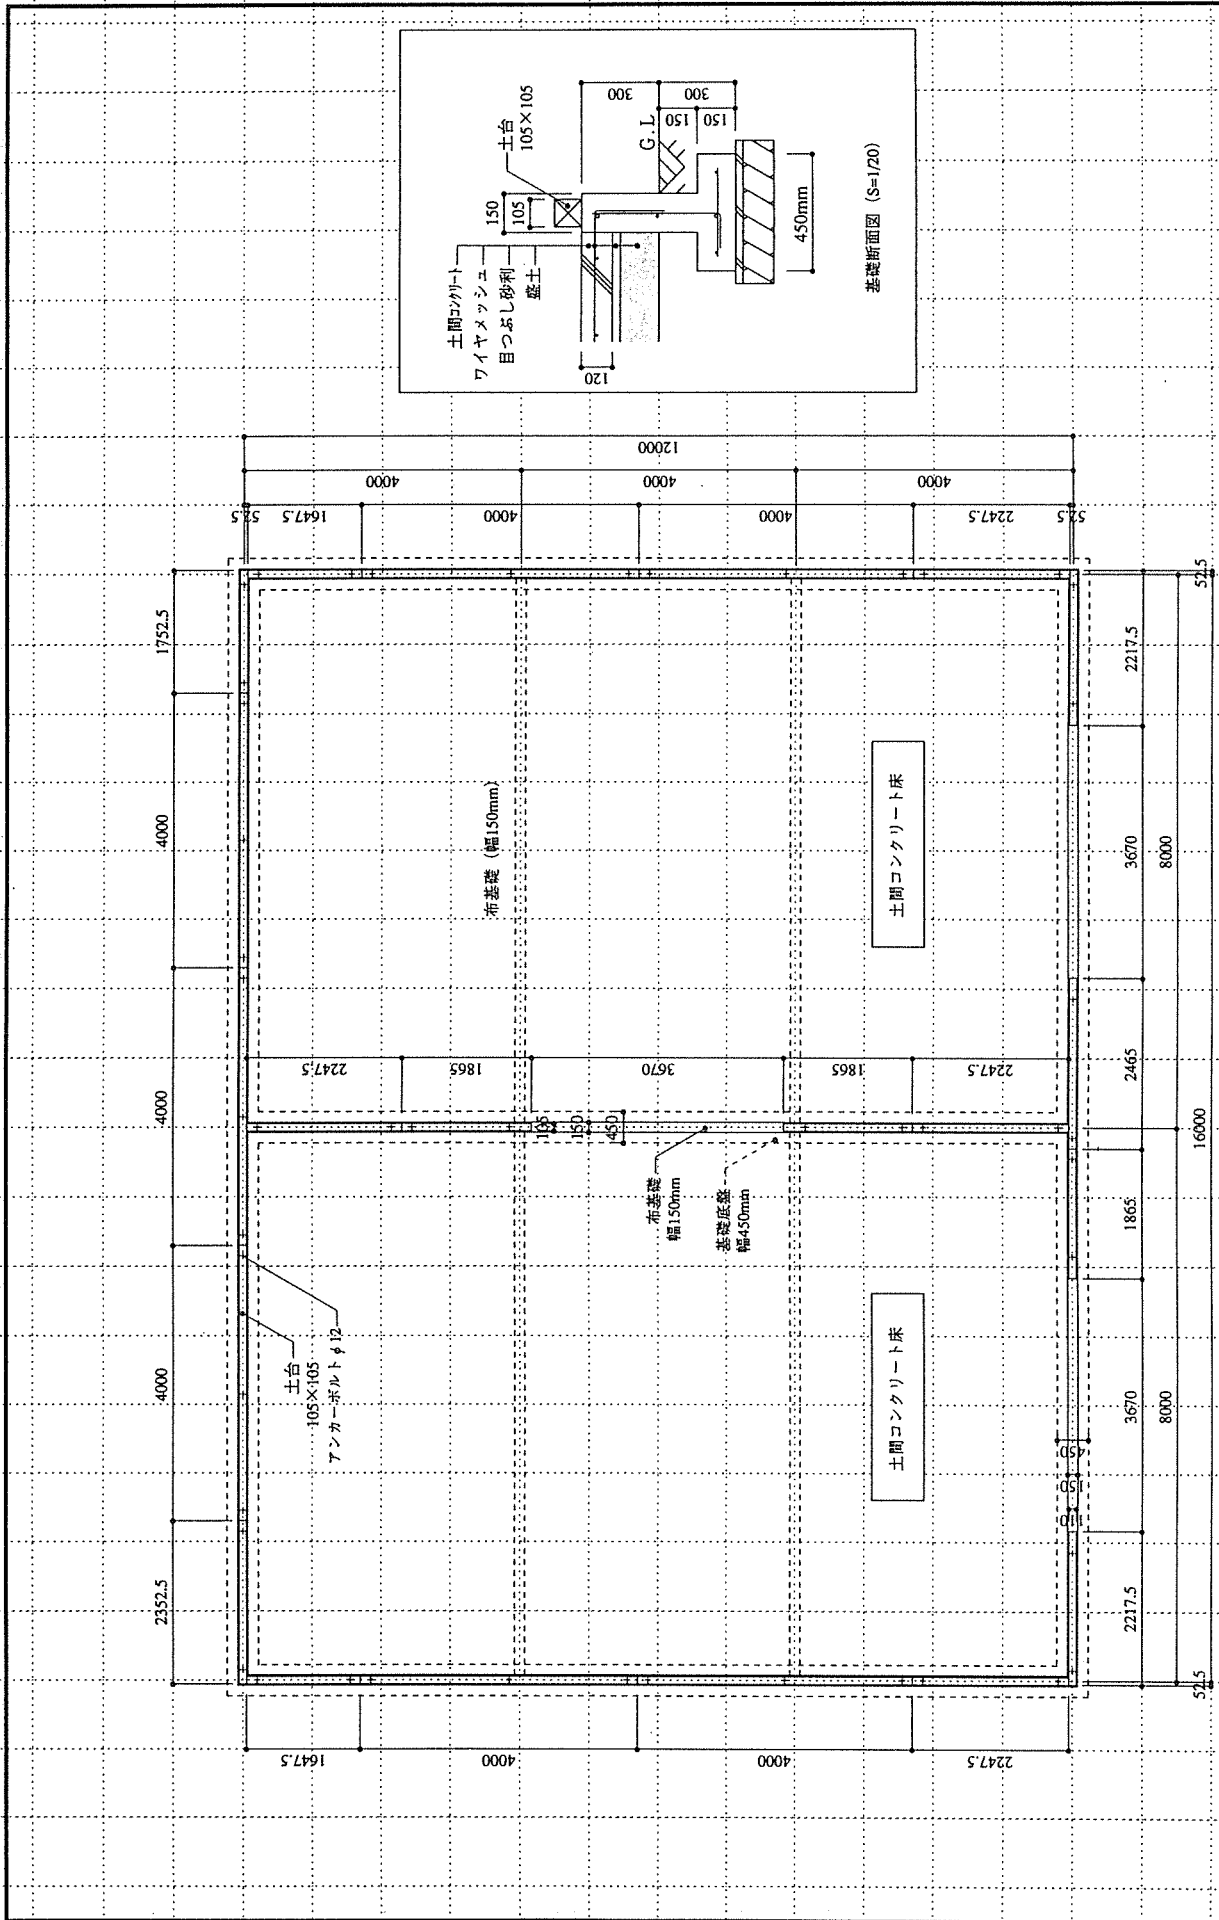 300
300
150
150
G.L
土台
105×105
150
105
土間コンクリート
ワイヤメッシュ
目つぶし砂利
盛土
120
450mm
基礎断面図 (S=1/20)
12000
4000
4000
4000
52.5
1647.5
4000
4000
2247.5
52.5
1752.5
4000
4000
4000
2352.5
布基礎 (幅150mm)
土間コンクリート床
2247.5
1865
3670
1865
2247.5
105
150
450
布基礎
幅150mm
基礎底盤
幅450mm
土台
105×105
アンカーボルトφ12
土間コンクリート床
450
150
110
52.5
2217.5
3670
8000
2465
16000
1865
3670
8000
2217.5
52.5
1647.5
4000
4000
2247.5